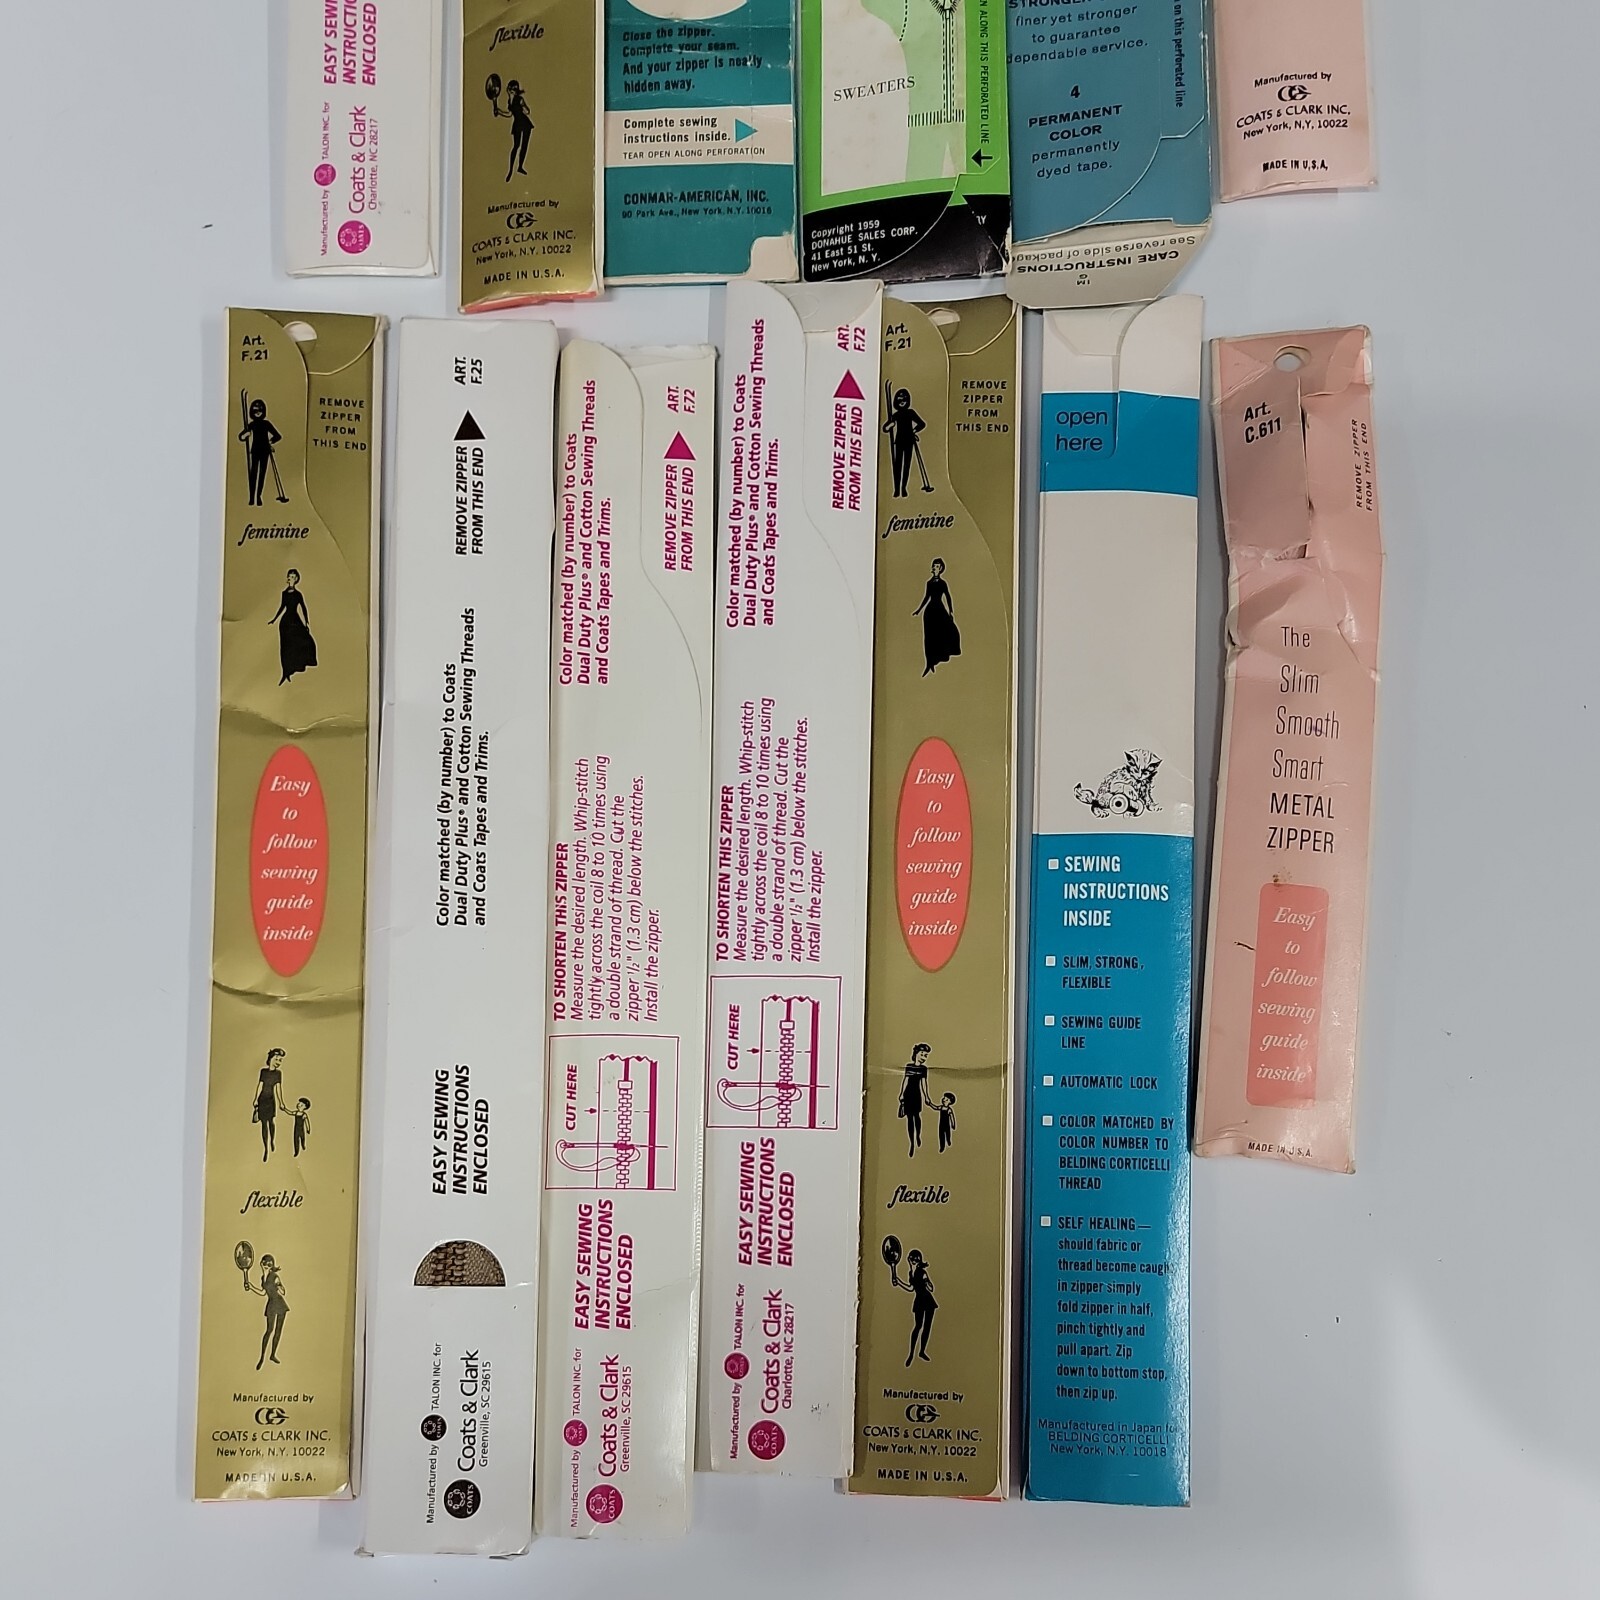 EASY SEWING
INSTRUCTIONS
ENCLOSED
Manufactured by TALON INC. for
COATS
Coats & Clark
Charlotte, NC 28217
flexible
Manufactured by
COATS & CLARK INC.
New York, N.Y. 10022
MADE IN U.S.A.
Close the zipper.
Complete your seam.
And your zipper is neatly
hidden away.
Complete sewing
instructions inside.
TEAR OPEN ALONG PERFORATION
CONMAR-AMERICAN, INC.
90 Park Ave., New York, N.Y. 10016
SWEATERS
ALONG THIS PERFORATED LINE
Copyright 1959
DONAHUE SALES CORP.
41 East 51 St.
New York, N. Y.
STRONGER
finer yet stronger
to guarantee
dependable service.
4
PERMANENT
COLOR
permanently
dyed tape.
on this perforated line
CARE INSTRUCTIONS
See reverse side of package
Manufactured by
COATS & CLARK INC.
New York, N.Y. 10022
MADE IN U.S.A.
Art.
F.21
REMOVE
ZIPPER
FROM
THIS END
feminine
Easy
to
follow
sewing
guide
inside
flexible
Manufactured by
COATS & CLARK INC.
New York, N.Y. 10022
MADE IN U.S.A.
ART.
F.25
REMOVE ZIPPER
FROM THIS END
Color matched (by number) to Coats
Dual Duty Plus® and Cotton Sewing Threads
and Coats Tapes and Trims.
EASY SEWING
INSTRUCTIONS
ENCLOSED
Manufactured by TALON INC. for
COATS
Coats & Clark
Greenville, SC 29615
ART.
F.72
REMOVE ZIPPER
FROM THIS END
Color matched (by number) to Coats
Dual Duty Plus® and Cotton Sewing Threads
and Coats Tapes and Trims.
TO SHORTEN THIS ZIPPER
Measure the desired length. Whip-stitch
tightly across the coil 8 to 10 times using
a double strand of thread. Cut the
zipper 1/2" (1.3 cm) below the stitches.
Install the zipper.
CUT HERE
EASY SEWING
INSTRUCTIONS
ENCLOSED
Manufactured by TALON INC. for
COATS
Coats & Clark
Greenville, SC 29615
ART.
F.72
REMOVE ZIPPER
FROM THIS END
Color matched (by number) to Coats
Dual Duty Plus® and Cotton Sewing Threads
and Coats Tapes and Trims.
TO SHORTEN THIS ZIPPER
Measure the desired length. Whip-stitch
tightly across the coil 8 to 10 times using
a double strand of thread. Cut the
zipper 1/2" (1.3 cm) below the stitches.
Install the zipper.
CUT HERE
EASY SEWING
INSTRUCTIONS
ENCLOSED
Manufactured by TALON INC. for
COATS
Coats & Clark
Charlotte, NC 28217
Art.
F.21
REMOVE
ZIPPER
FROM
THIS END
feminine
Easy
to
follow
sewing
guide
inside
flexible
Manufactured by
COATS & CLARK INC.
New York, N.Y. 10022
MADE IN U.S.A.
open
here
SEWING
INSTRUCTIONS
INSIDE
SLIM, STRONG,
FLEXIBLE
SEWING GUIDE
LINE
AUTOMATIC LOCK
COLOR MATCHED BY
COLOR NUMBER TO
BELDING CORTICELLI
THREAD
SELF HEALING—
should fabric or
thread become caugh
in zipper simply
fold zipper in half,
pinch tightly and
pull apart. Zip
down to bottom stop,
then zip up.
Manufactured in Japan
BELDING CORTICELLI
New York, N.Y. 10018
Art.
C.611
REMOVE ZIPPER
FROM THIS END
The
Slim
Smooth
Smart
METAL
ZIPPER
Easy
to
follow
sewing
guide
inside
MADE IN U.S.A.